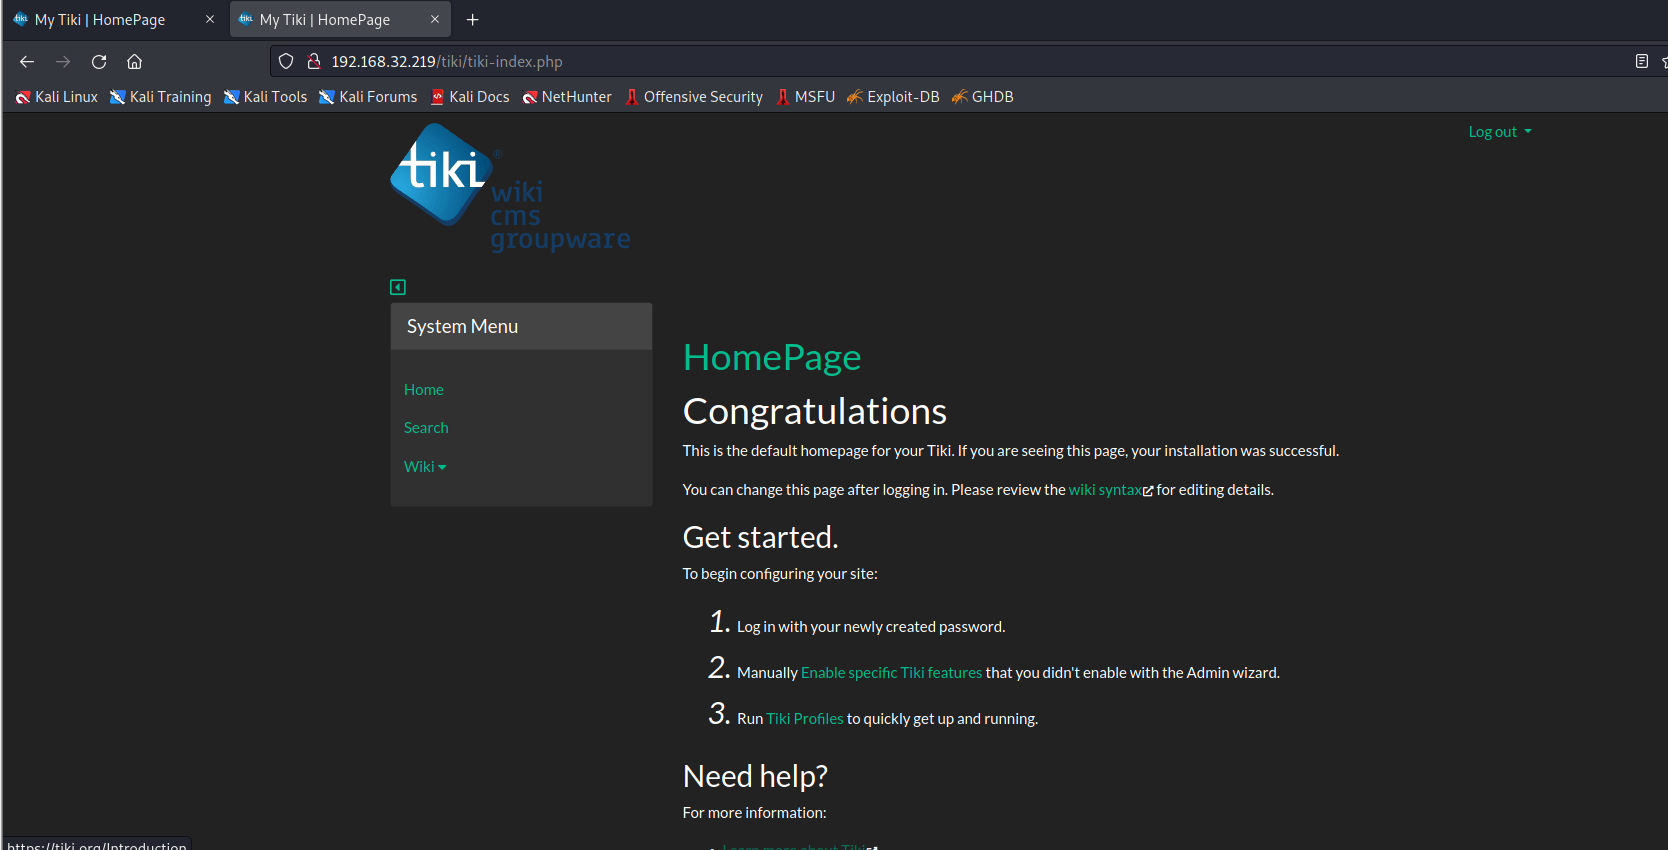 My Tiki | HomePage
My Tiki | HomePage
192.168.32.219/tiki/tiki-index.php
Kali Linux Kali Training Kali Tools Kali Forums Kali Docs NetHunter Offensive Security MSFU Exploit-DB GHDB
Log out
tiki®
wiki
cms
groupware
System Menu
Home
Search
Wiki
HomePage
Congratulations
This is the default homepage for your Tiki. If you are seeing this page, your installation was successful.
You can change this page after logging in. Please review the wiki syntax for editing details.
Get started.
To begin configuring your site:
1. Log in with your newly created password.
2. Manually Enable specific Tiki features that you didn't enable with the Admin wizard.
3. Run Tiki Profiles to quickly get up and running.
Need help?
For more information:
Learn more about Tiki
https://tiki.org/Introduction